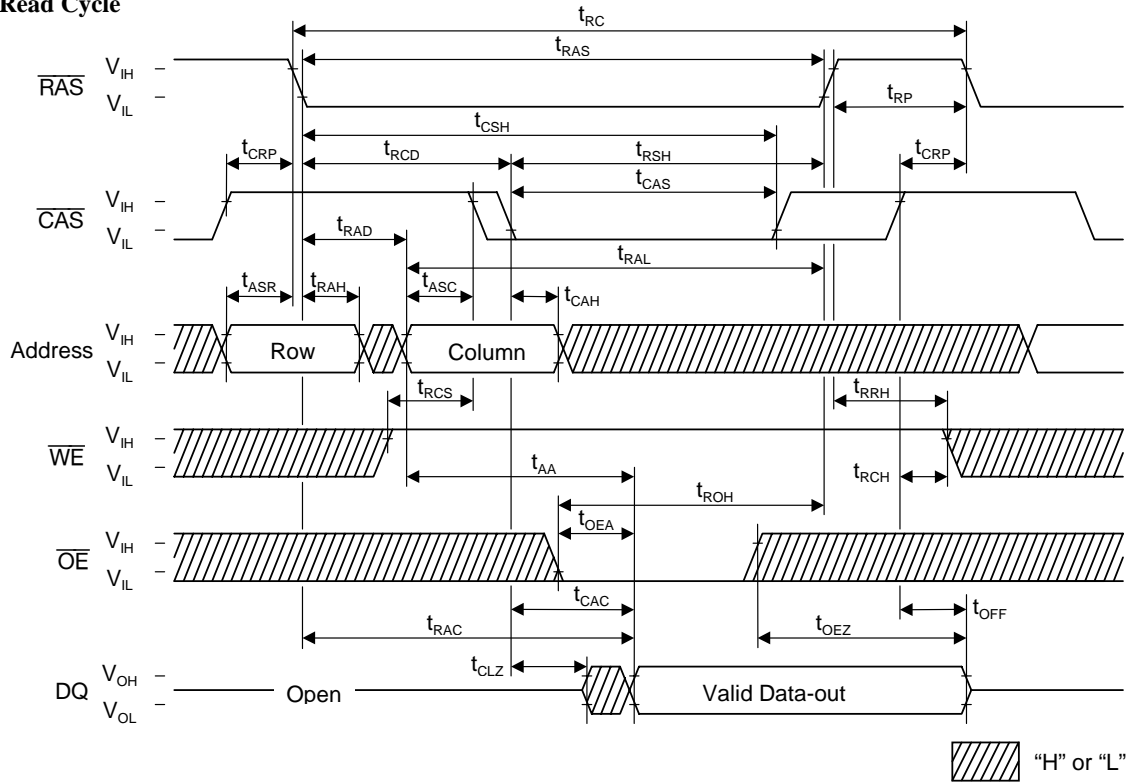 Read Cycle
tRC
tRAS
RAS
VIH
VIL
tRP
tCSH
tCRP
tRCD
tRSH
tCRP
tCAS
CAS
VIH
VIL
tRAD
tRAL
tASR
tRAH
tASC
tCAH
Address
VIH
VIL
Row
Column
tRCS
tRRH
WE
VIH
VIL
tAA
tROH
tRCH
tOEA
OE
VIH
VIL
tCAC
tRAC
tOEZ
tOFF
tCLZ
DQ
VOH
VOL
Open
Valid Data-out
“H” or “L”